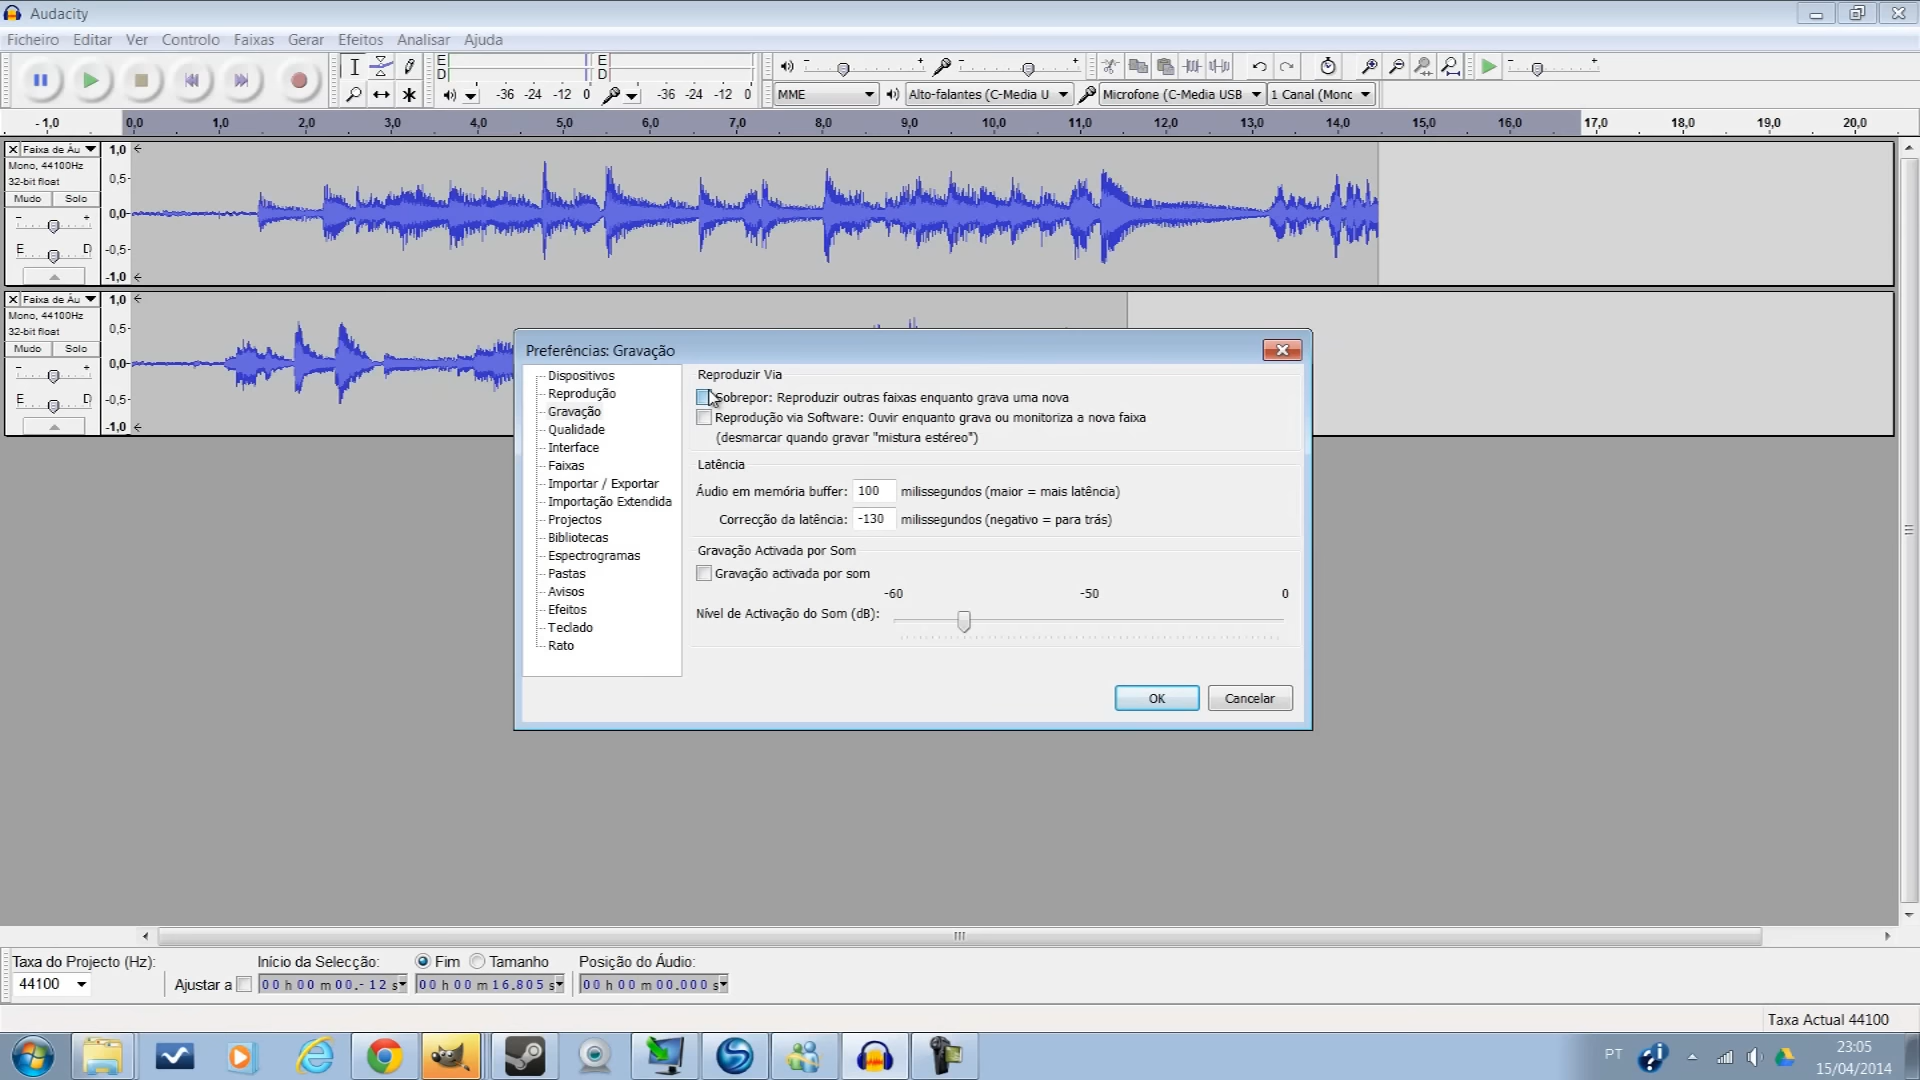 Audacity
Ficheiro Editar Ver Controlo Faixas Gerar Efeitos Analisar Ajuda
E
D
E
D
-36 -24 -12 0
-36 -24 -12 0
MME
Alto-falantes (C-Media U
Microfone (C-Media USB
1 Canal (Monc
-1,0 0,0 1,0 2,0 3,0 4,0 5,0 6,0 7,0 8,0 9,0 10,0 11,0 12,0 13,0 14,0 15,0 16,0 17,0 18,0 19,0 20,0
X Faixa de Áu
Mono, 44100Hz
32-bit float
Mudo Solo
- +
E D
1,0
0,5
0,0
-0,5
-1,0
X Faixa de Áu
Mono, 44100Hz
32-bit float
Mudo Solo
- +
E D
1,0
0,5
0,0
-0,5
-1,0
Preferências: Gravação
Dispositivos
Reprodução
Gravação
Qualidade
Interface
Faixas
Importar / Exportar
Importação Extendida
Projectos
Bibliotecas
Espectrogramas
Pastas
Avisos
Efeitos
Teclado
Rato
Reproduzir Via
Sobrepor: Reproduzir outras faixas enquanto grava uma nova
Reprodução via Software: Ouvir enquanto grava ou monitoriza a nova faixa
(desmarcar quando gravar "mistura estéreo")
Latência
Áudio em memória buffer: 100 milissegundos (maior = mais latência)
Correcção da latência: -130 milissegundos (negativo = para trás)
Gravação Activada por Som
Gravação activada por som
-60 -50 0
Nível de Activação do Som (dB):
OK Cancelar
Taxa do Projecto (Hz):
44100
Ajustar a
Início da Selecção:
00 h 00 m 00.-12 s
Fim Tamanho
00 h 00 m 16.805 s
Posição do Áudio:
00 h 00 m 00.000 s
Taxa Actual 44100
PT
23:05
15/04/2014